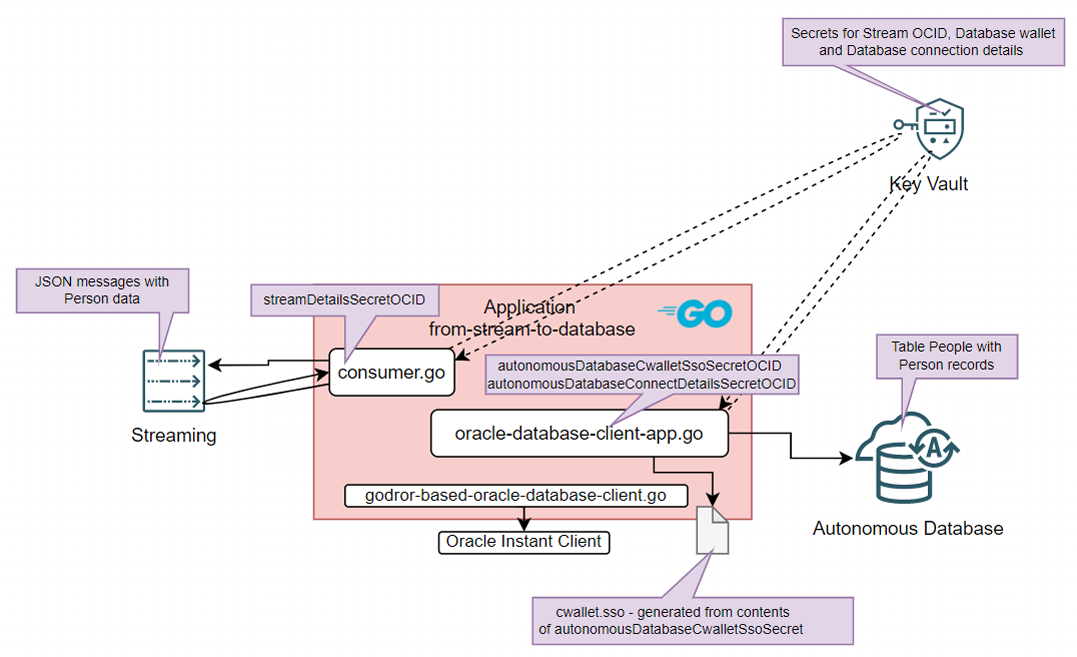 Secrets for Stream OCID, Database wallet
and Database connection details
Key Vault
JSON messages with
Person data
streamDetailsSecretOCID
Application
from-stream-to-database
GO
consumer.go
autonomousDatabaseCwalletSsoSecretOCID
autonomousDatabaseConnectDetailsSecretOCID
Table People with
Person records
Streaming
oracle-database-client-app.go
A
godror-based-oracle-database-client.go
Autonomous Database
Oracle Instant Client
cwallet.sso - generated from contents
of autonomousDatabaseCwalletSsoSecret